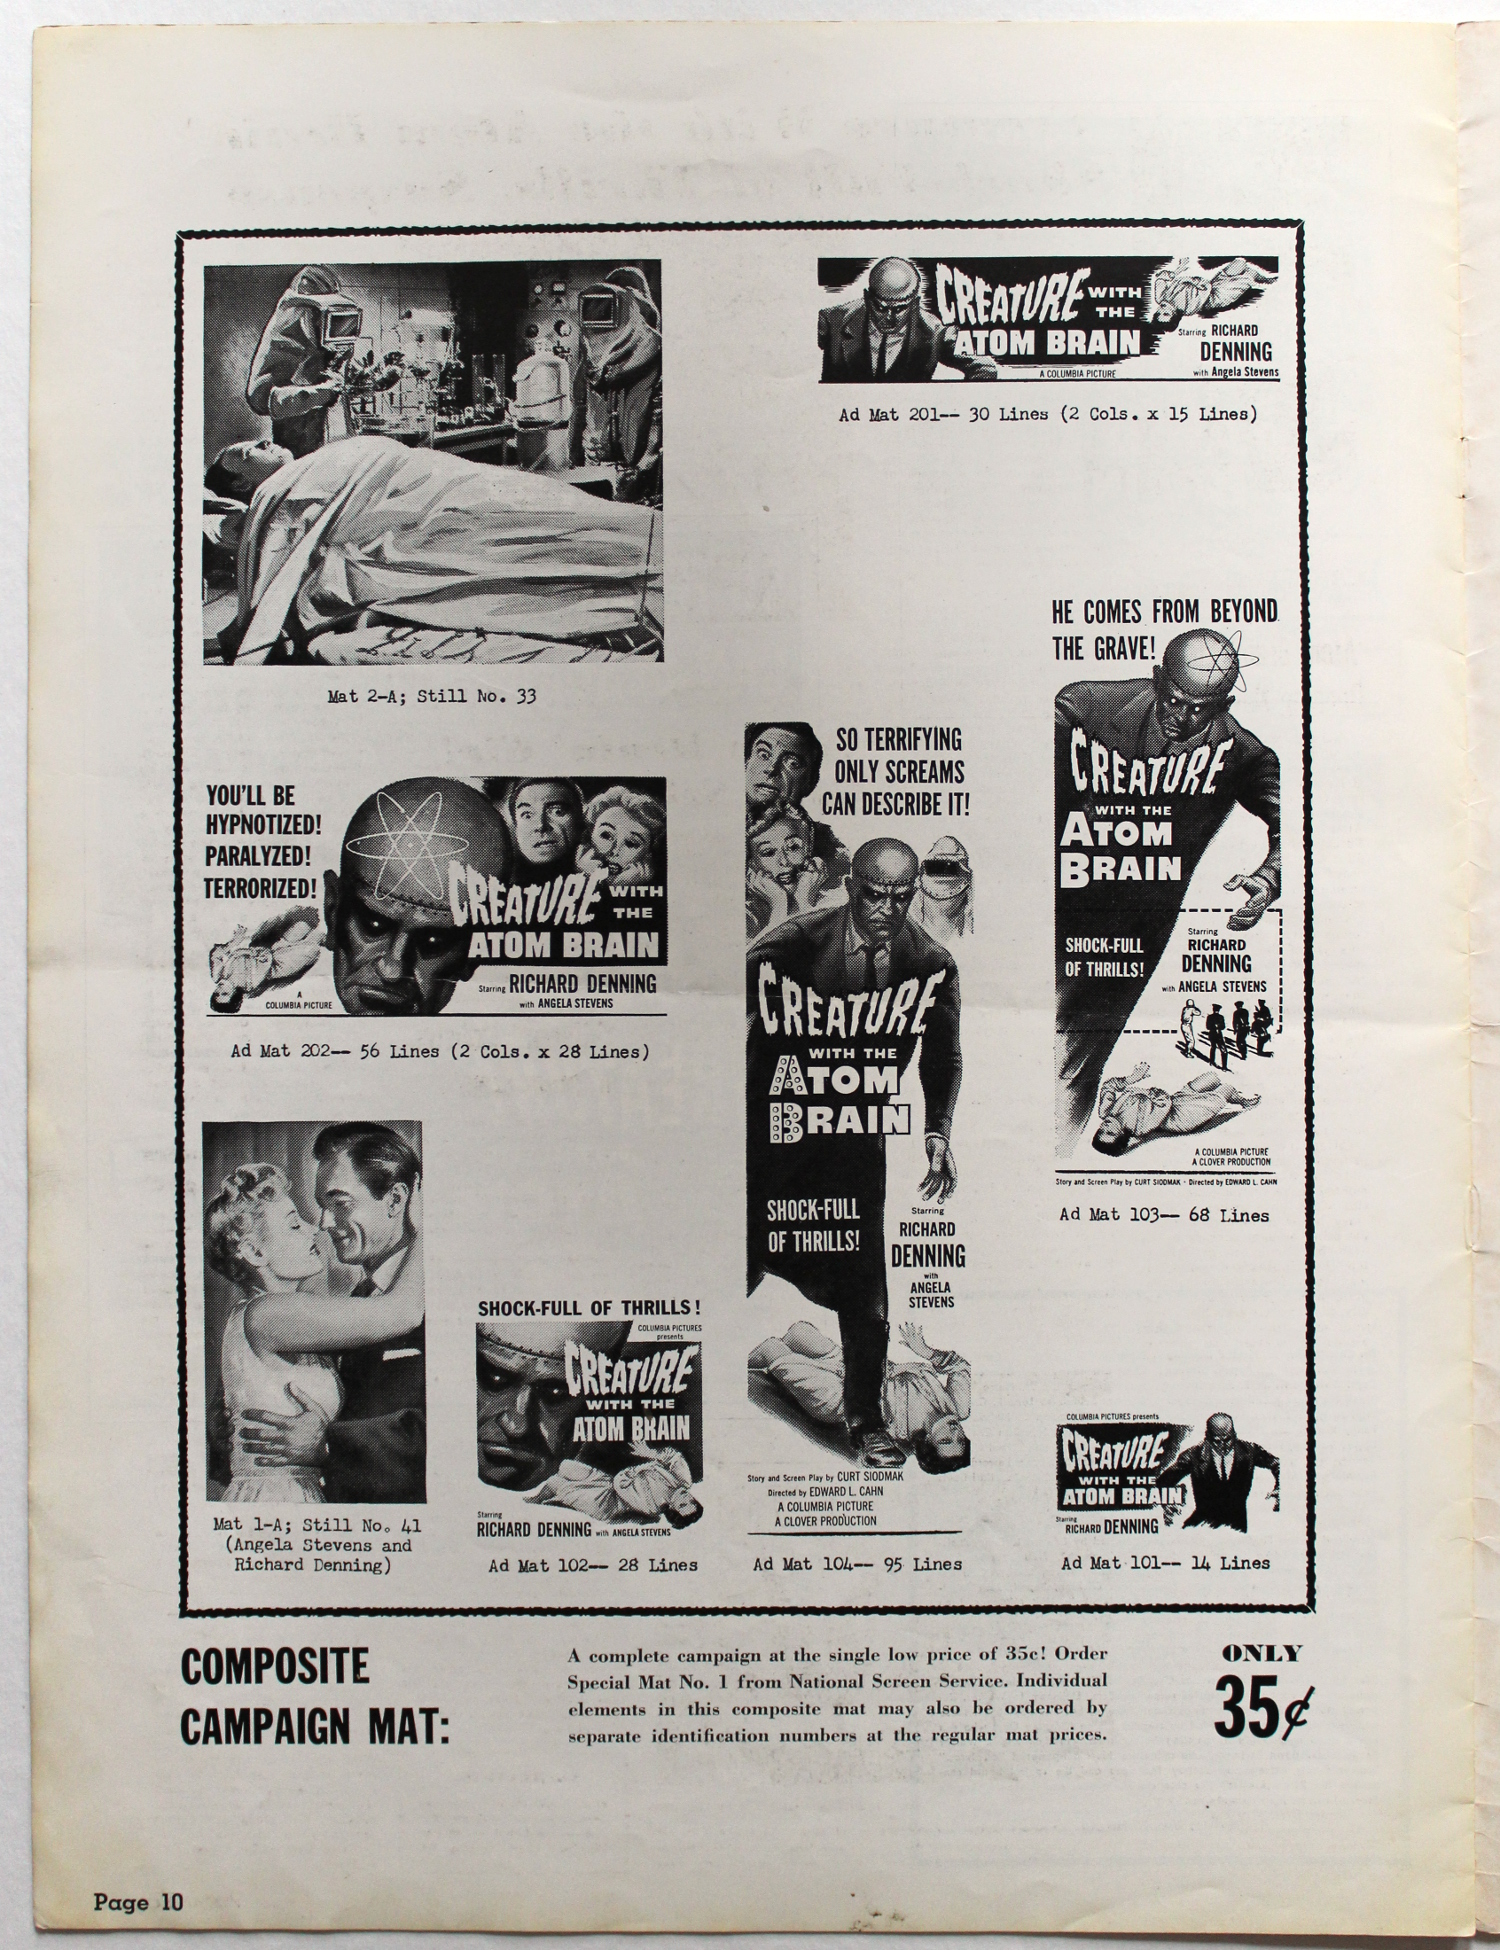 CREATURE WITH
THE
ATOM BRAIN
Starring RICHARD
DENNING
with Angela Stevens
A COLUMBIA PICTURE
Ad Mat 201-- 30 Lines (2 Cols. x 15 Lines)
Mat 2-A; Still No. 33
YOU'LL BE
HYPNOTIZED!
PARALYZED!
TERRORIZED!
CREATURE WITH
THE
ATOM BRAIN
Starring RICHARD DENNING
with ANGELA STEVENS
A
COLUMBIA PICTURE
Ad Mat 202-- 56 Lines (2 Cols. x 28 Lines)
Mat 1-A; Still No. 41
(Angela Stevens and
Richard Denning)
SHOCK-FULL OF THRILLS!
COLUMBIA PICTURES
presents
CREATURE
WITH THE
ATOM BRAIN
Starring
RICHARD DENNING with ANGELA STEVENS
Ad Mat 102-- 28 Lines
SO TERRIFYING
ONLY SCREAMS
CAN DESCRIBE IT!
CREATURE
WITH THE
ATOM
BRAIN
SHOCK-FULL
OF THRILLS!
Starring
RICHARD
DENNING
with
ANGELA
STEVENS
Story and Screen Play by CURT SIODMAK
Directed by EDWARD L. CAHN
A COLUMBIA PICTURE
A CLOVER PRODUCTION
Ad Mat 104-- 95 Lines
HE COMES FROM BEYOND
THE GRAVE!
CREATURE
WITH THE
ATOM
BRAIN
SHOCK-FULL
OF THRILLS!
Starring
RICHARD
DENNING
with ANGELA STEVENS
A COLUMBIA PICTURE
A CLOVER PRODUCTION
Story and Screen Play by CURT SIODMAK · Directed by EDWARD L. CAHN
Ad Mat 103-- 68 Lines
COLUMBIA PICTURES presents
CREATURE
WITH THE
ATOM BRAIN
Starring
RICHARD DENNING
Ad Mat 101-- 14 Lines
COMPOSITE
CAMPAIGN MAT:
A complete campaign at the single low price of 35c! Order
Special Mat No. 1 from National Screen Service. Individual
elements in this composite mat may also be ordered by
separate identification numbers at the regular mat prices.
ONLY
35¢
Page 10